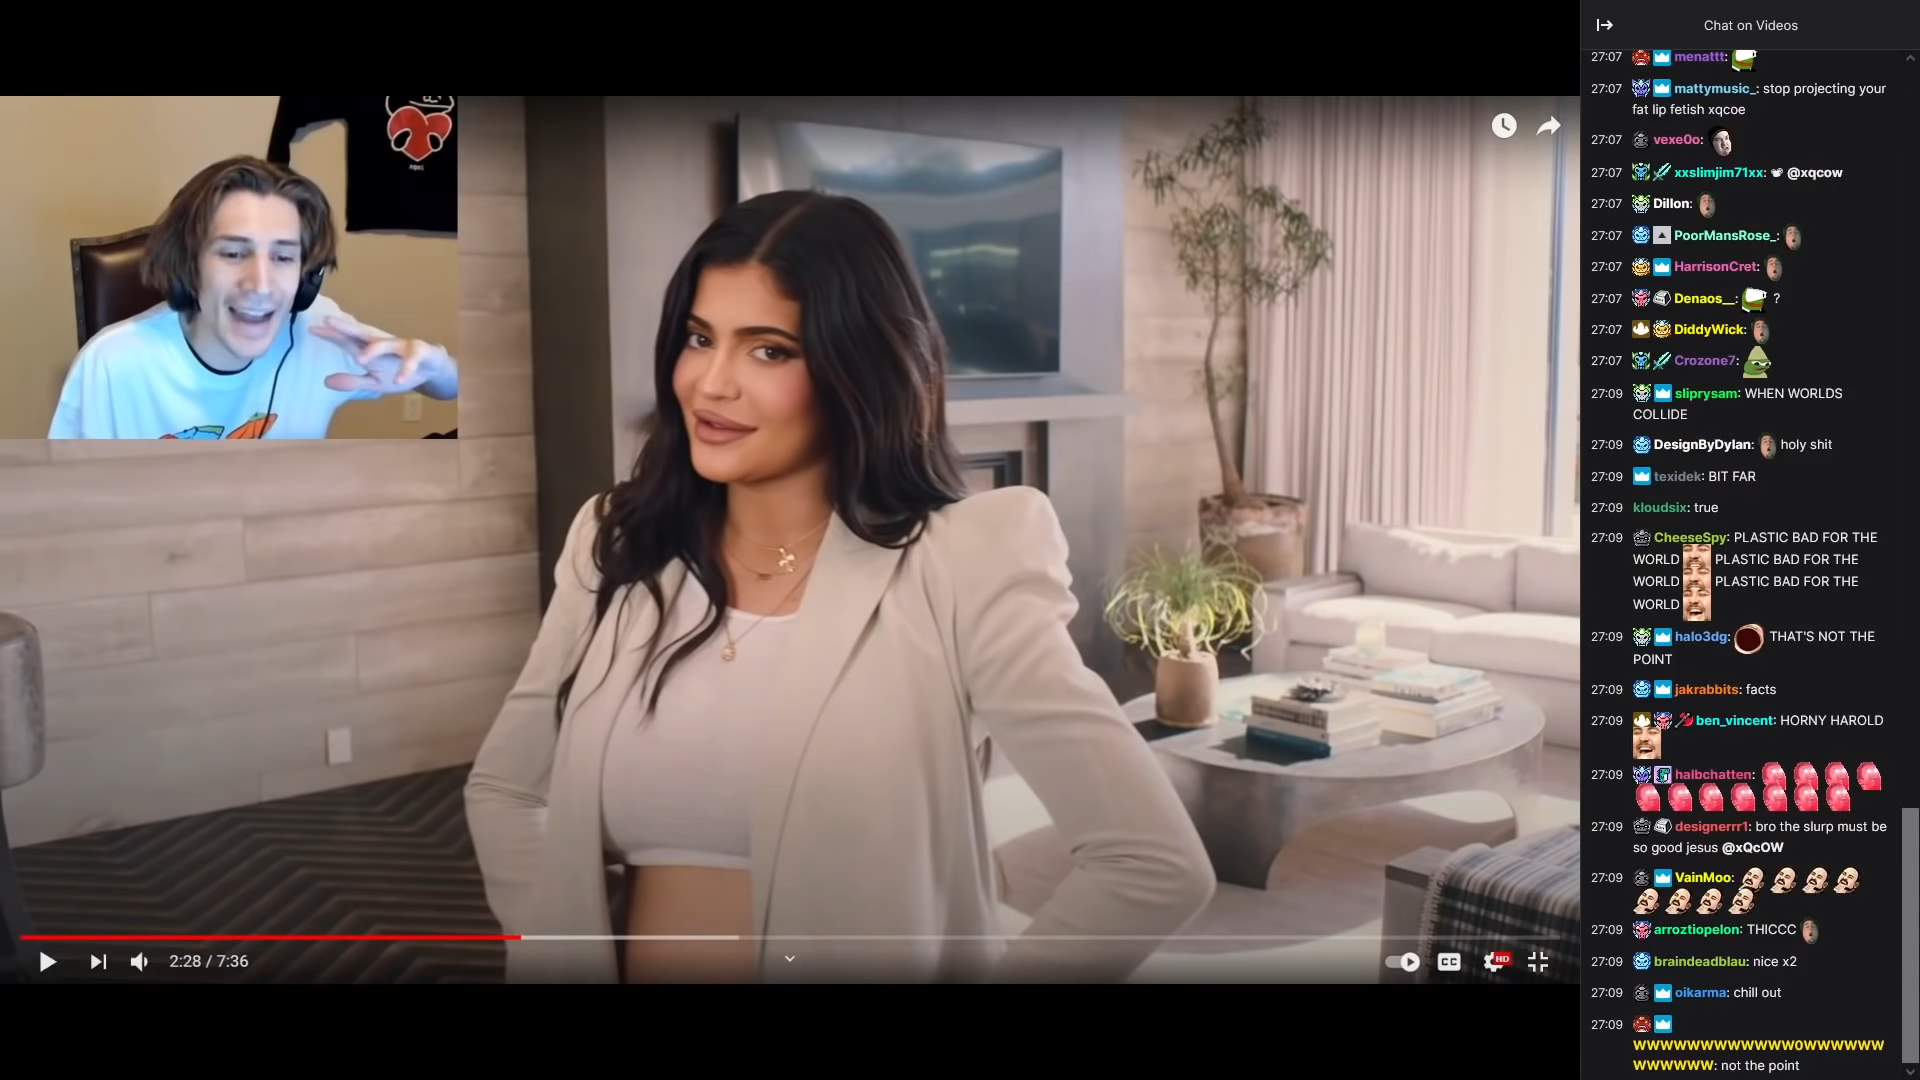 Chat on Videos
27:07 menattt:
27:07 mattymusic_: stop projecting your
fat lip fetish xqcoe
27:07 vexe0o:
27:07 xxslimjim71xx: @xqcow
27:07 Dillon:
27:07 PoorMansRose_:
27:07 HarrisonCret:
27:07 Denaos__: ?
27:07 DiddyWick:
27:07 Crozone7:
27:09 sliprysam: WHEN WORLDS
COLLIDE
27:09 DesignByDylan: holy shit
27:09 texidek: BIT FAR
27:09 kloudsix: true
27:09 CheeseSpy: PLASTIC BAD FOR THE
WORLD PLASTIC BAD FOR THE
WORLD PLASTIC BAD FOR THE
WORLD
27:09 halo3dg: THAT'S NOT THE
POINT
27:09 jakrabbits: facts
27:09 ben_vincent: HORNY HAROLD
27:09 halbchatten:
27:09 designerrr1: bro the slurp must be
so good jesus @xQcOW
27:09 VainMoo:
27:09 arroztiopelon: THICCC
27:09 braindeadblau: nice x2
27:09 oikarma: chill out
27:09
WWWWWWWWWWWW0WWWWWW
WWWWWW: not the point
2:28 / 7:36
CC
HD